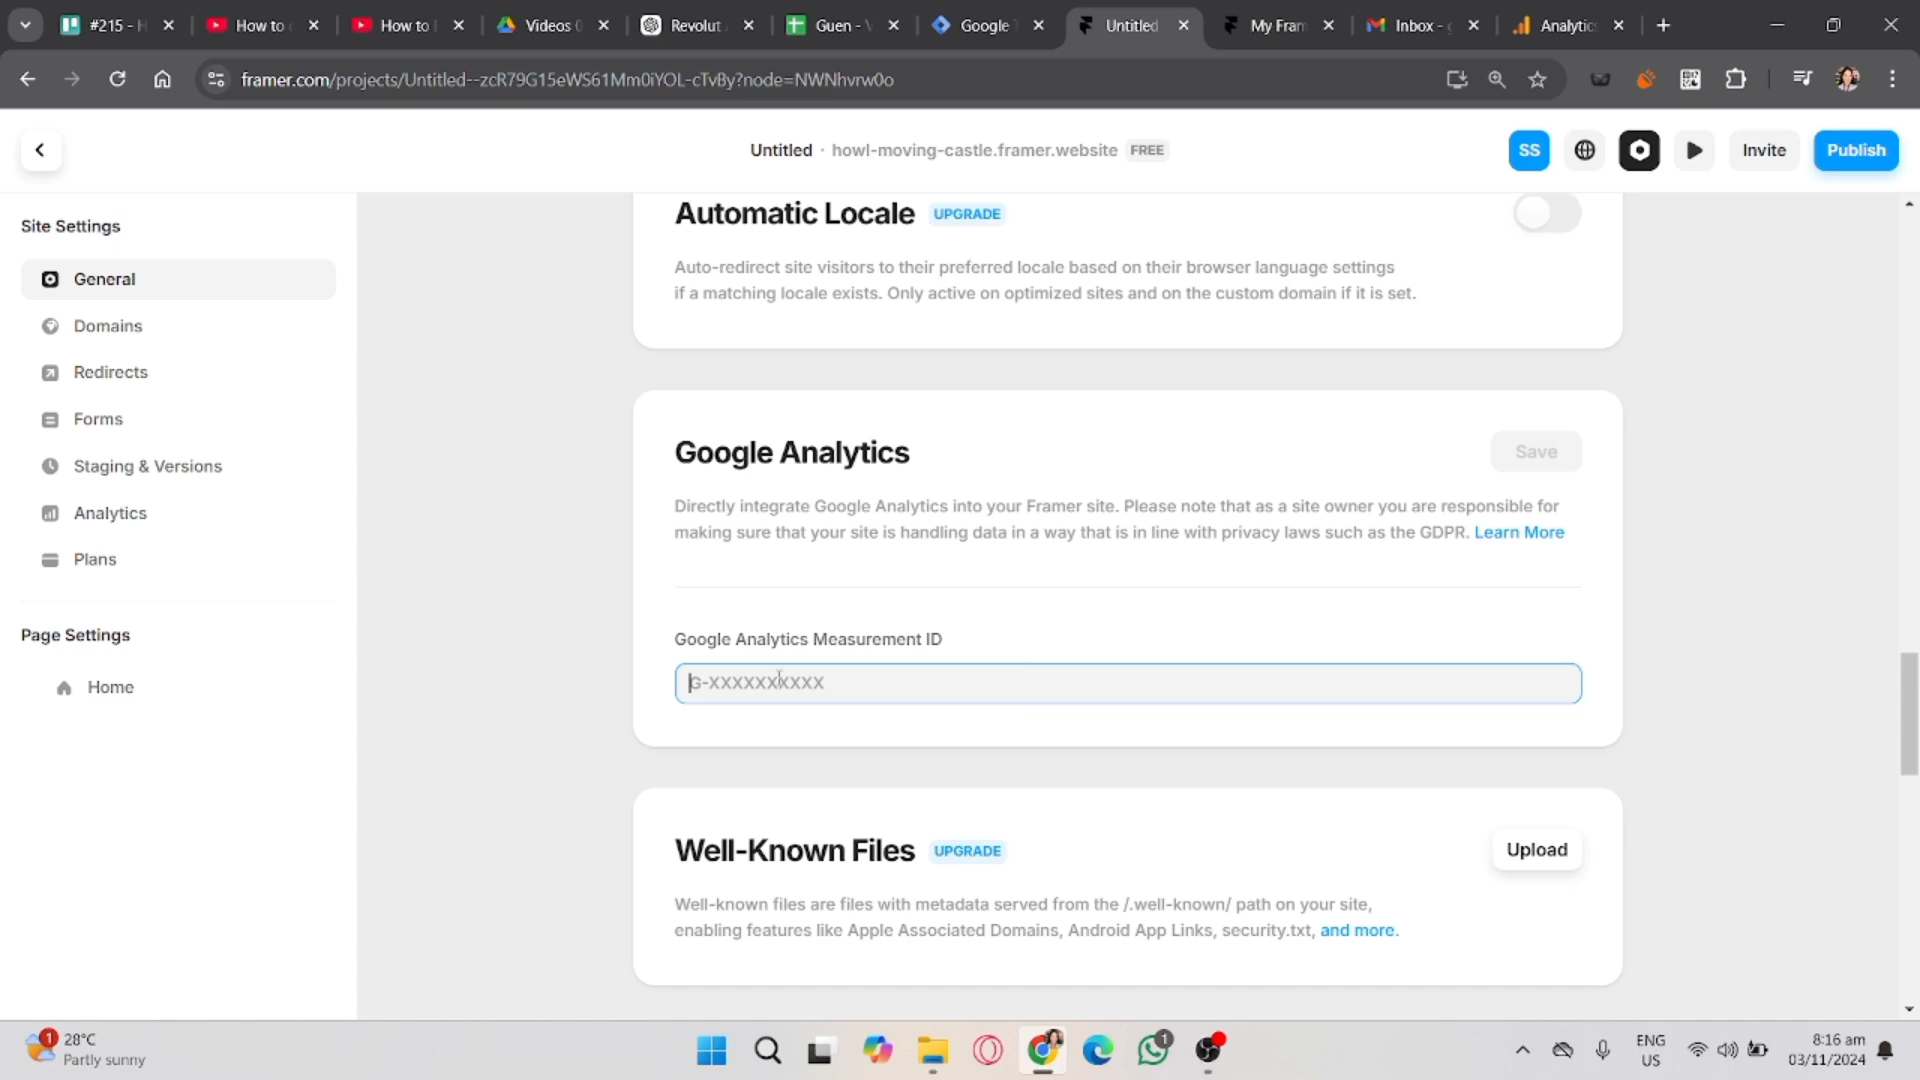 #215 - H
How to
How to
Videos
Revolut
Guen - V
Google
Untitled
My Fram
Inbox - g
Analytic
framer.com/projects/Untitled--zcR79G15eWS61Mm0iYOL-cTvBy?node=NWNhvrw0o
Untitled · howl-moving-castle.framer.website FREE
SS
Invite
Publish
Site Settings
General
Domains
Redirects
Forms
Staging & Versions
Analytics
Plans
Page Settings
Home
Automatic Locale UPGRADE
Auto-redirect site visitors to their preferred locale based on their browser language settings
if a matching locale exists. Only active on optimized sites and on the custom domain if it is set.
Google Analytics
Save
Directly integrate Google Analytics into your Framer site. Please note that as a site owner you are responsible for
making sure that your site is handling data in a way that is in line with privacy laws such as the GDPR. Learn More
Google Analytics Measurement ID
G-XXXXXXXXXX
Well-Known Files UPGRADE
Upload
Well-known files are files with metadata served from the /.well-known/ path on your site,
enabling features like Apple Associated Domains, Android App Links, security.txt, and more.
1
28°C
Partly sunny
1
ENG
US
8:16 am
03/11/2024